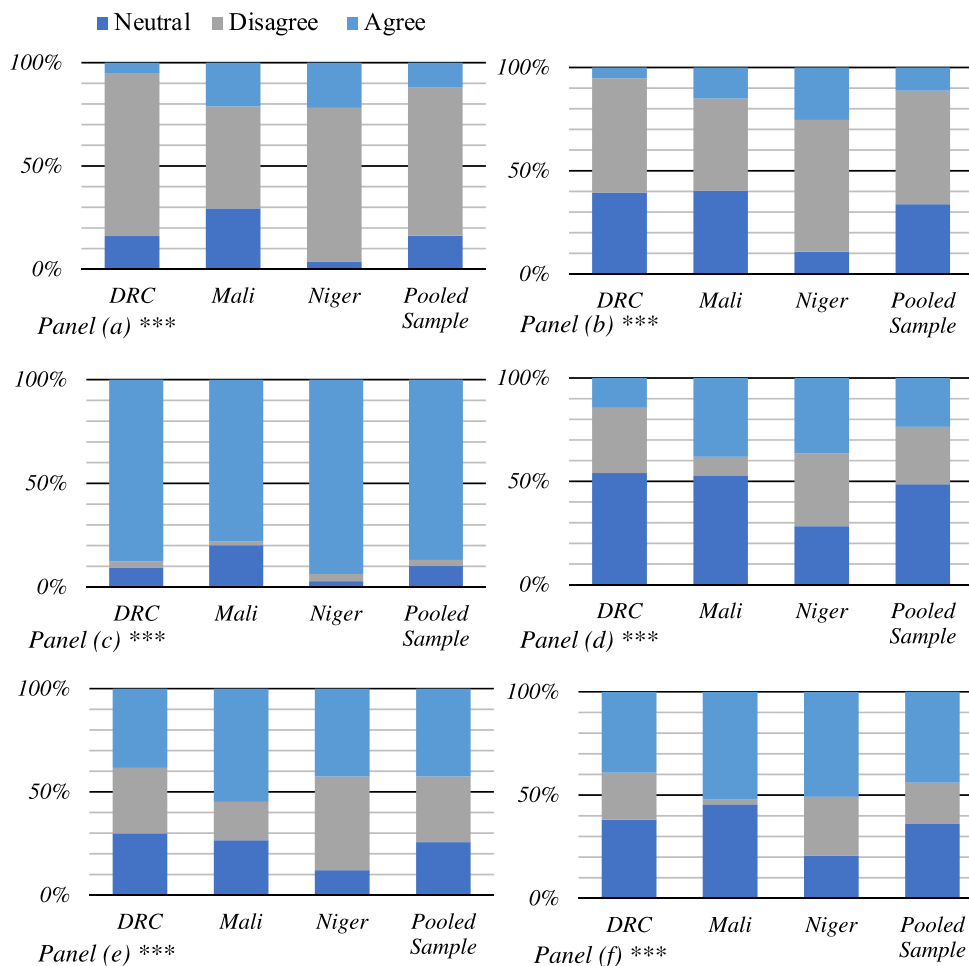 Neutral Disagree Agree
100%
50%
0%
DRC Mali Niger Pooled
Sample
Panel (a) ***
100%
50%
0%
DRC Mali Niger Pooled
Sample
Panel (b) ***
100%
50%
0%
DRC Mali Niger Pooled
Sample
Panel (c) ***
100%
50%
0%
DRC Mali Niger Pooled
Sample
Panel (d) ***
100%
50%
0%
DRC Mali Niger Pooled
Sample
Panel (e) ***
100%
50%
0%
DRC Mali Niger Pooled
Sample
Panel (f) ***